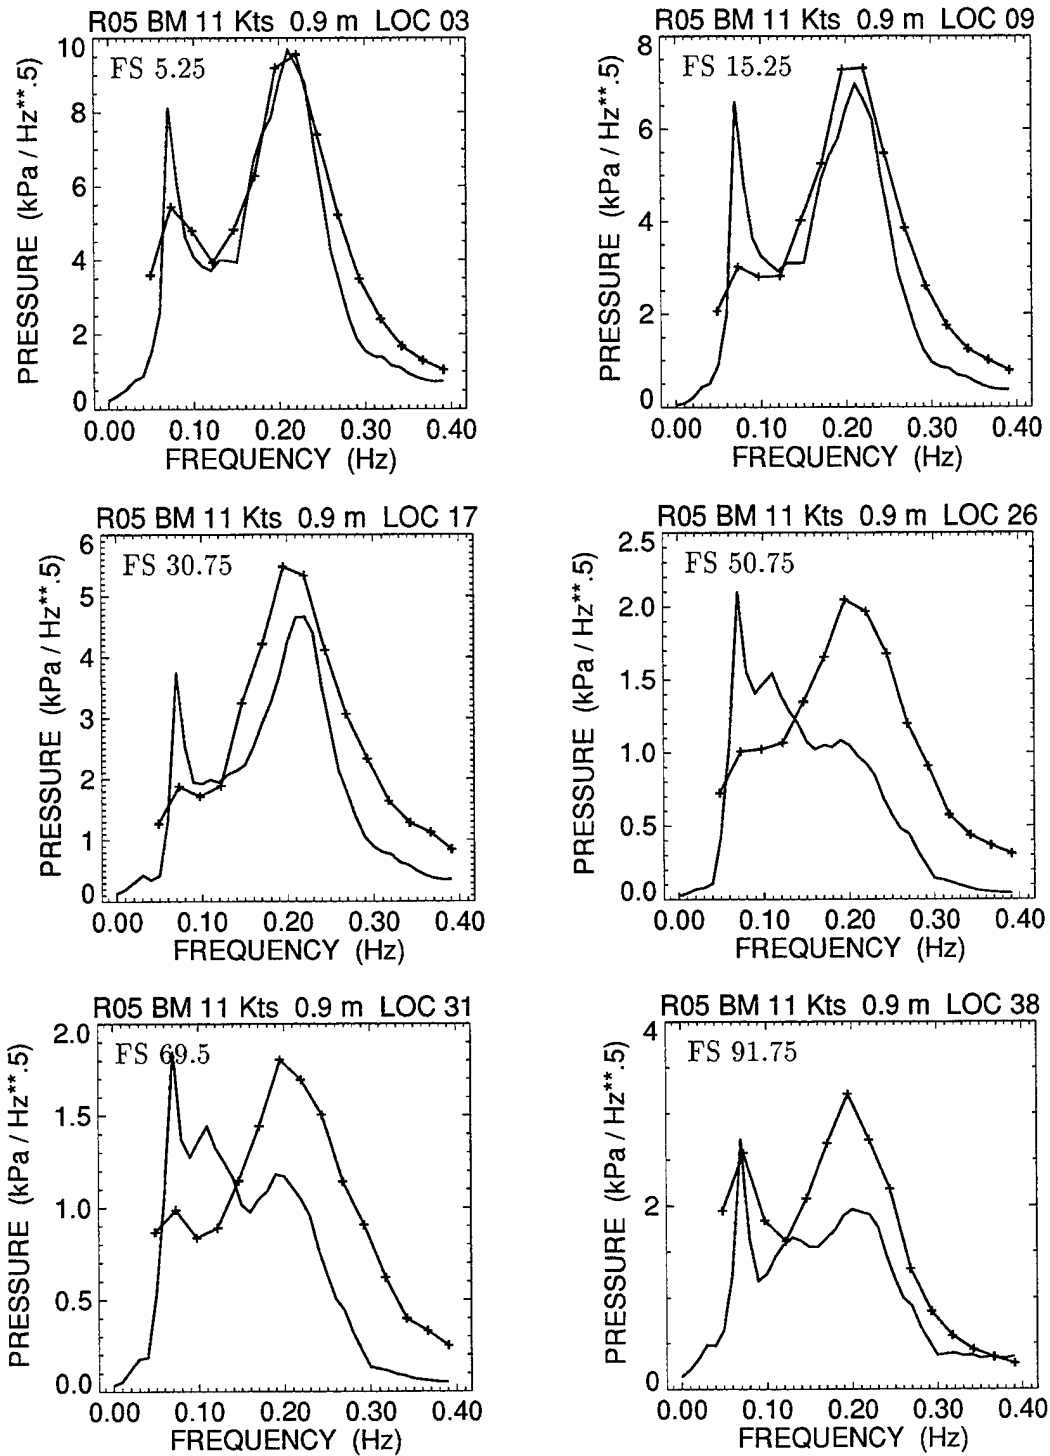 R05 BM 11 Kts 0.9 m LOC 03
FS 5.25
PRESSURE (kPa / Hz**.5)
10
8
6
4
2
0
0.00 0.10 0.20 0.30 0.40
FREQUENCY (Hz)
R05 BM 11 Kts 0.9 m LOC 09
FS 15.25
PRESSURE (kPa / Hz**.5)
8
6
4
2
0
0.00 0.10 0.20 0.30 0.40
FREQUENCY (Hz)
R05 BM 11 Kts 0.9 m LOC 17
FS 30.75
PRESSURE (kPa / Hz**.5)
6
5
4
3
2
1
0
0.00 0.10 0.20 0.30 0.40
FREQUENCY (Hz)
R05 BM 11 Kts 0.9 m LOC 26
FS 50.75
PRESSURE (kPa / Hz**.5)
2.5
2.0
1.5
1.0
0.5
0.0
0.00 0.10 0.20 0.30 0.40
FREQUENCY (Hz)
R05 BM 11 Kts 0.9 m LOC 31
FS 69.5
PRESSURE (kPa / Hz**.5)
2.0
1.5
1.0
0.5
0.0
0.00 0.10 0.20 0.30 0.40
FREQUENCY (Hz)
R05 BM 11 Kts 0.9 m LOC 38
FS 91.75
PRESSURE (kPa / Hz**.5)
4
2
0
0.00 0.10 0.20 0.30 0.40
FREQUENCY (Hz)